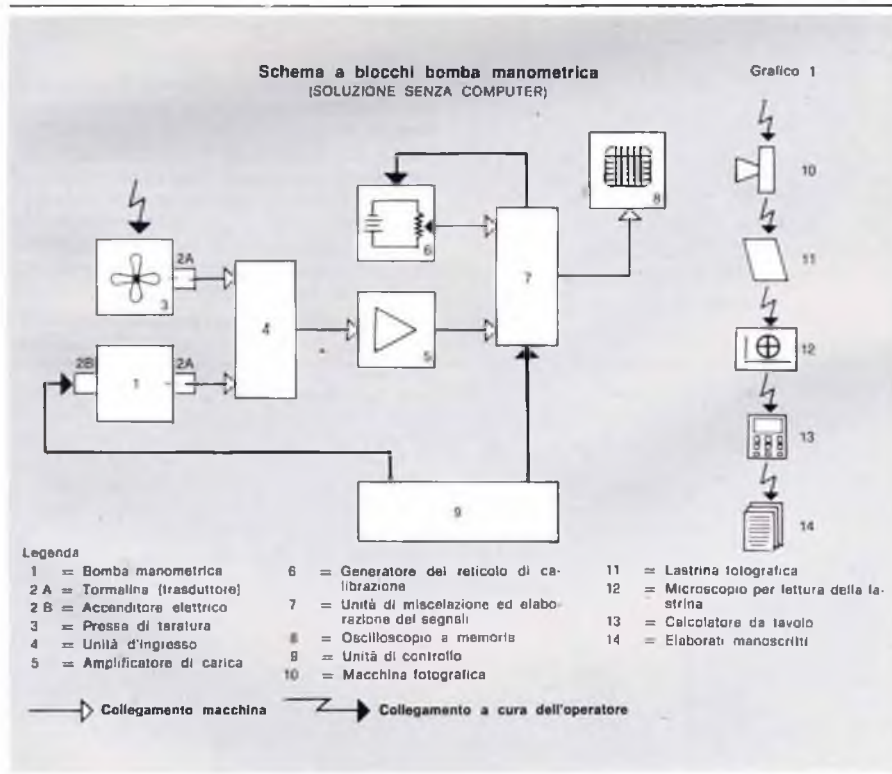 Schema a blocchi bomba manometrica
(SOLUZIONE SENZA COMPUTER)
Grafico 1
10
11
12
13
14
2A
3
2B
1
2A
4
5
6
7
8
9
Legenda
1 = Bomba manometrica
2 A = Tormalina (trasduttore)
2 B = Accenditore elettrico
3 = Pressa di taratura
4 = Unità d'ingresso
5 = Amplificatore di carica
6 = Generatore del reticolo di ca-
librazione
7 = Unità di miscelazione ed elabo-
razione dei segnali
8 = Oscilloscopio a memoria
9 = Unità di controllo
10 = Macchina fotografica
11 = Lastrina fotografica
12 = Microscopio per lettura della la-
strina
13 = Calcolatore da tavolo
14 = Elaborati manoscritti
Collegamento macchina
Collegamento a cura dell'operatore